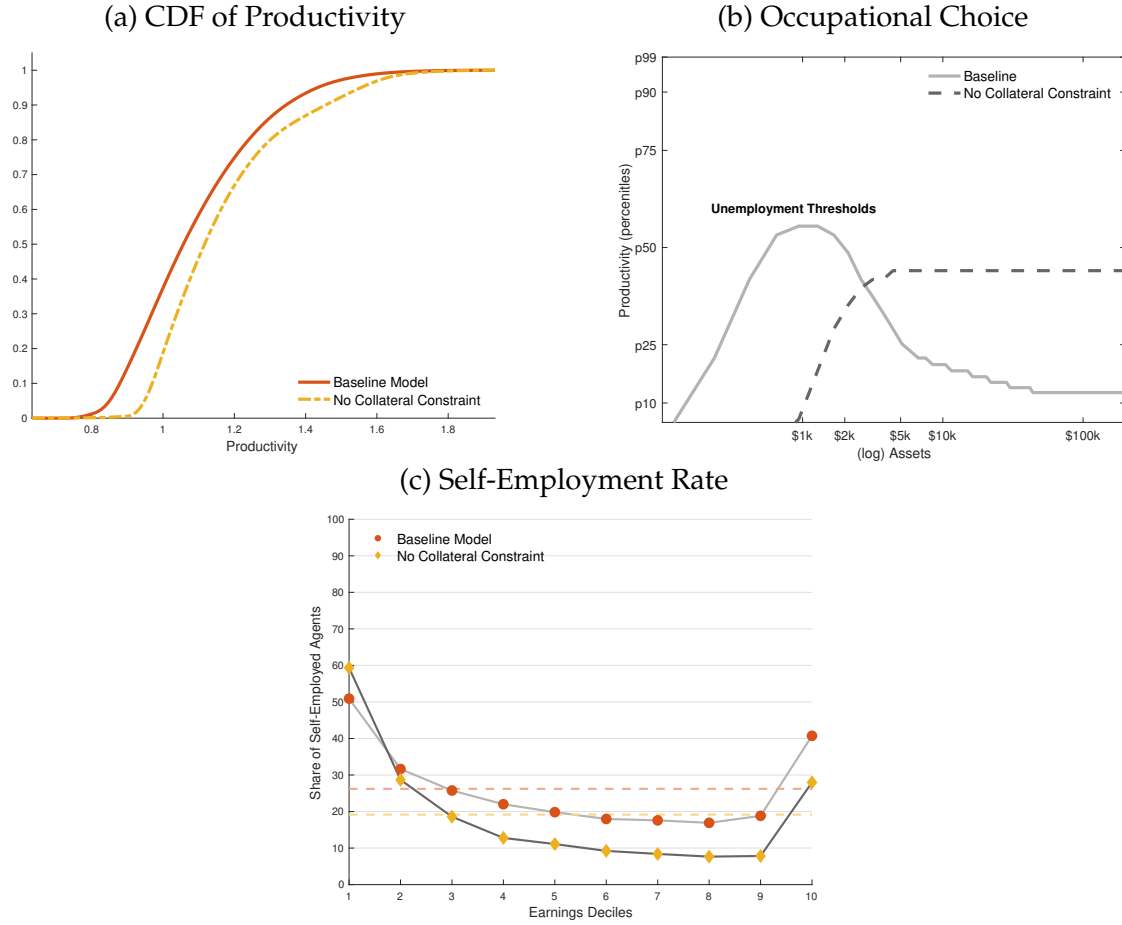 (a) CDF of Productivity
1
0.9
0.8
0.7
0.6
0.5
0.4
0.3
0.2
0.1
0
0.8
1
1.2
1.4
1.6
1.8
Productivity
Baseline Model
No Collateral Constraint
(b) Occupational Choice
p99
p90
p75
p50
p25
p10
Productivity (percenitles)
Baseline
No Collateral Constraint
Unemployment Thresholds
$1k
$2k
$5k
$10k
$100k
(log) Assets
(c) Self-Employment Rate
100
90
80
70
60
50
40
30
20
10
0
Share of Self-Employed Agents
Baseline Model
No Collateral Constraint
1
2
3
4
5
6
7
8
9
10
Earnings Deciles